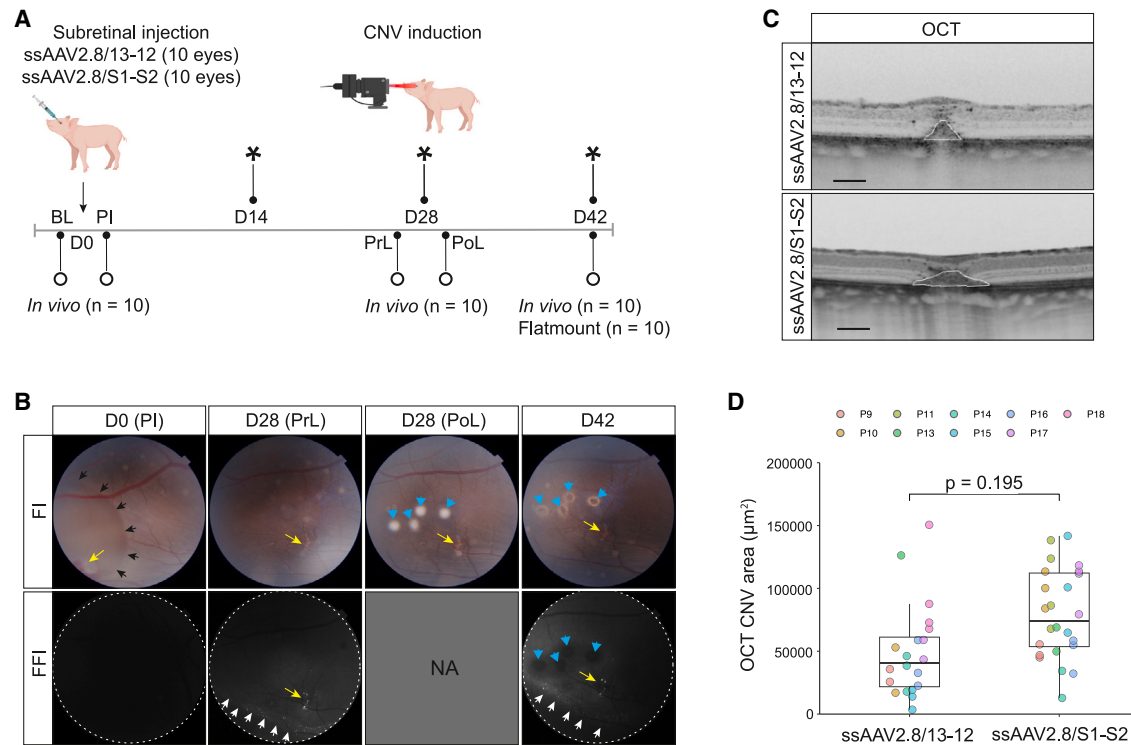 A
Subretinal injection
ssAAV2.8/13-12 (10 eyes)
ssAAV2.8/S1-S2 (10 eyes)
CNV induction
*
*
*
BL
PI
D0
D14
D28
D42
PrL
PoL
In vivo (n = 10)
In vivo (n = 10)
In vivo (n = 10)
Flatmount (n = 10)
B
D0 (PI)
D28 (PrL)
D28 (PoL)
D42
FI
FFI
NA
C
OCT
ssAAV2.8/13-12
ssAAV2.8/S1-S2
D
P9
P11
P14
P16
P18
P10
P13
P15
P17
OCT CNV area (µm²)
200000
150000
100000
50000
0
p = 0.195
ssAAV2.8/13-12
ssAAV2.8/S1-S2